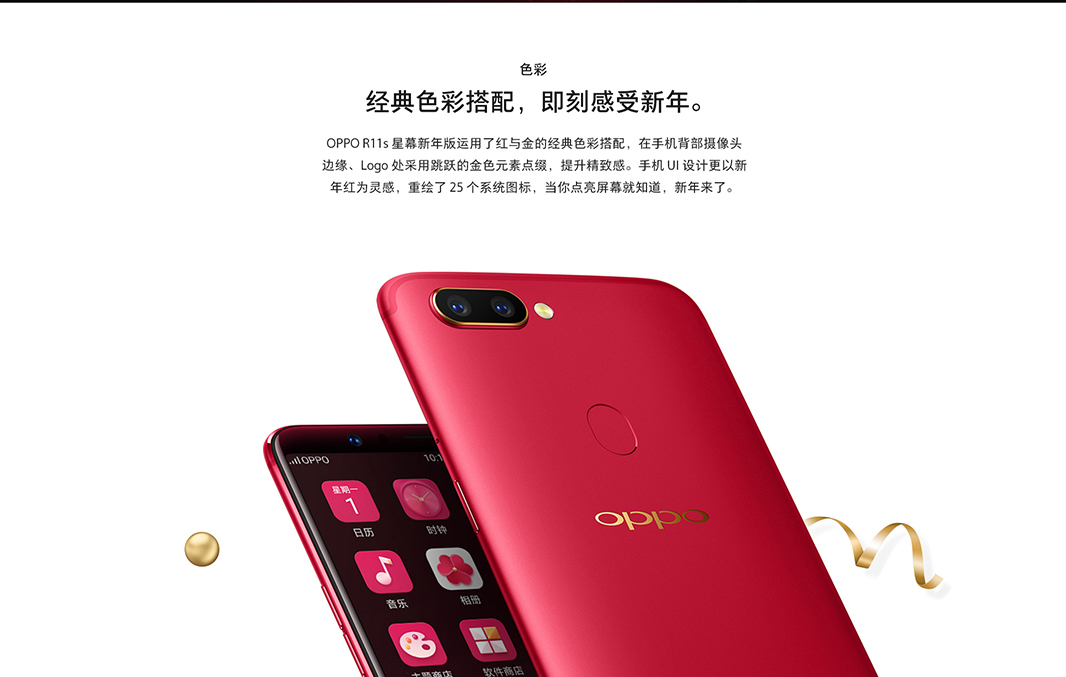 色彩
经典色彩搭配，即刻感受新年。
OPPO R11s 星幕新年版运用了红与金的经典色彩搭配，在手机背部摄像头
边缘、Logo 处采用跳跃的金色元素点缀，提升精致感。手机 UI 设计更以新
年红为灵感，重绘了 25 个系统图标，当你点亮屏幕就知道，新年来了。
OPPO 10:1
星期一
1
日历 时钟
音乐 相册
主题商店 软件商店
oppo